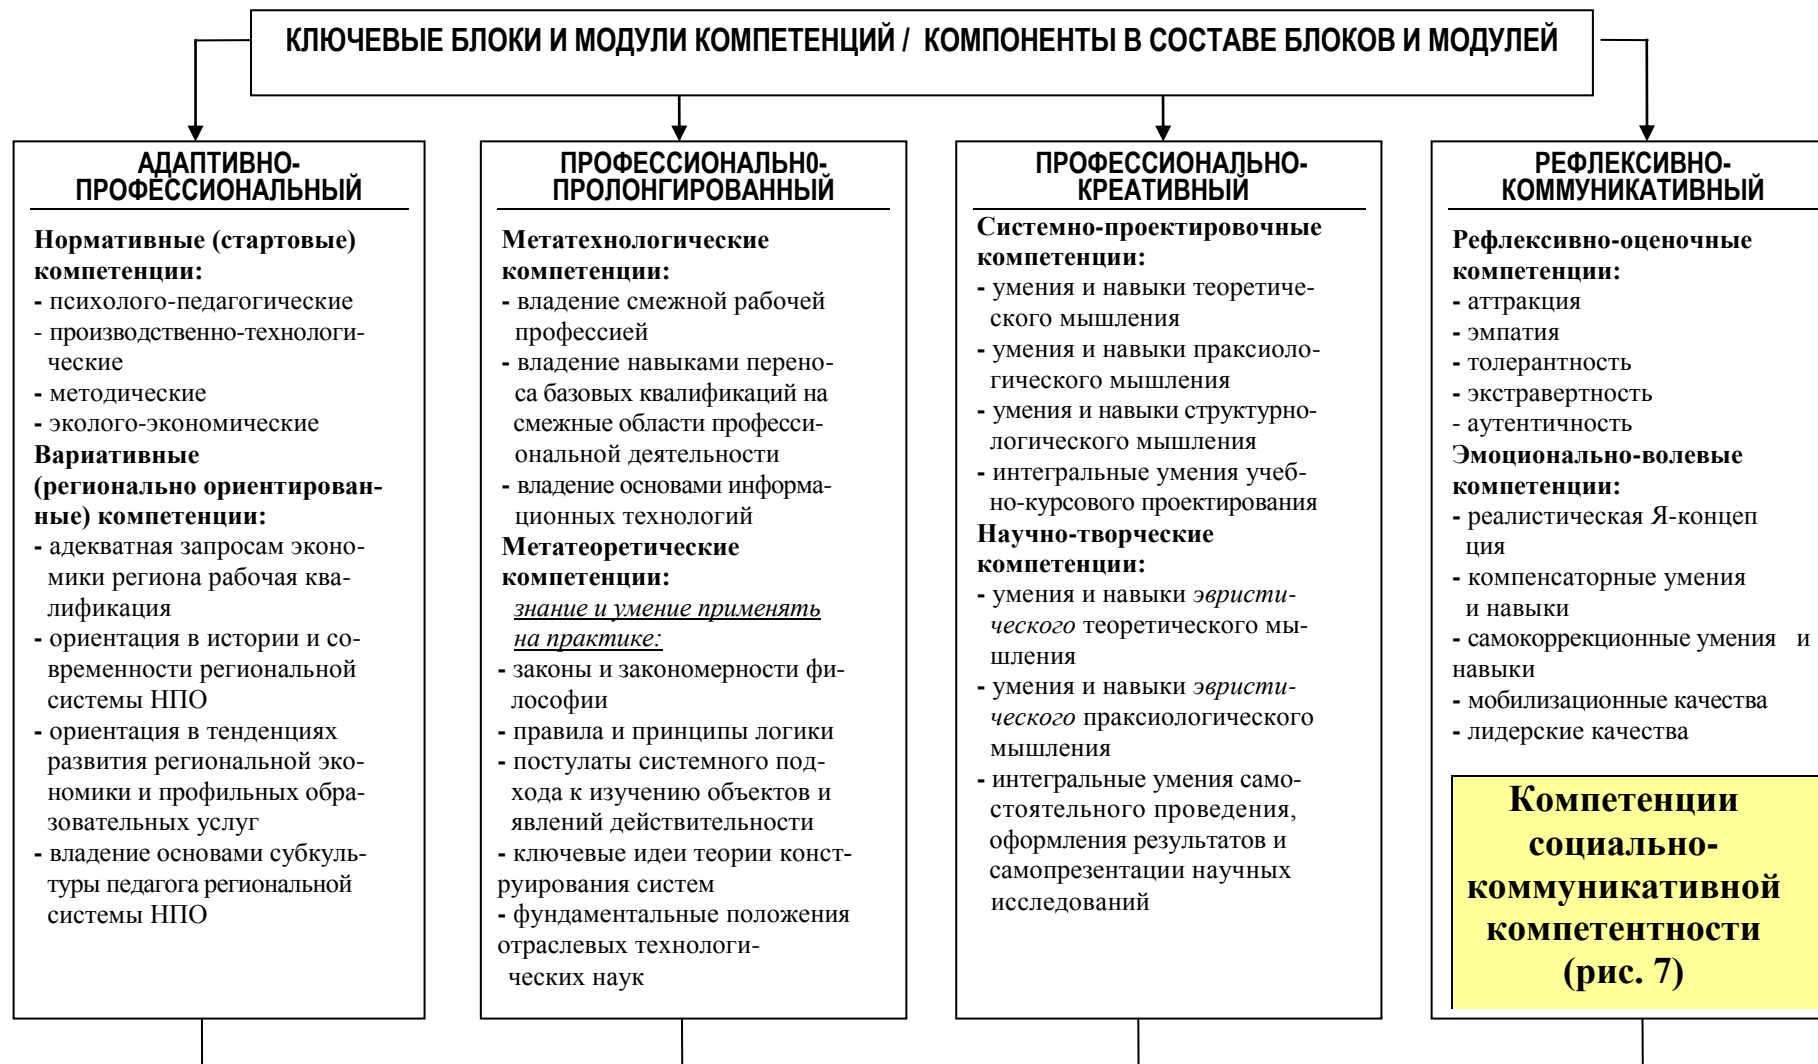 КЛЮЧЕВЫЕ БЛОКИ И МОДУЛИ КОМПЕТЕНЦИЙ / КОМПОНЕНТЫ В СОСТАВЕ БЛОКОВ И МОДУЛЕЙ
АДАПТИВНО-
ПРОФЕССИОНАЛЬНЫЙ
Нормативные (стартовые)
компетенции:
- психолого-педагогические
- производственно-технологи-
ческие
- методические
- эколого-экономические
Вариативные
(регионально ориентирован-
ные) компетенции:
- адекватная запросам эконо-
мики региона рабочая ква-
лификация
- ориентация в истории и со-
временности региональной
системы НПО
- ориентация в тенденциях
развития региональной эко-
номики и профильных обра-
зовательных услуг
- владение основами субкуль-
туры педагога региональной
системы НПО
ПРОФЕССИОНАЛЬН0-
ПРОЛОНГИРОВАННЫЙ
Метатехнологические
компетенции:
- владение смежной рабочей
профессией
- владение навыками перено-
са базовых квалификаций на
смежные области професси-
ональной деятельности
- владение основами информа-
ционных технологий
Метатеоретические
компетенции:
знание и умение применять
на практике:
- законы и закономерности фи-
лософии
- правила и принципы логики
- постулаты системного под-
хода к изучению объектов и
явлений действительности
- ключевые идеи теории конст-
руирования систем
- фундаментальные положения
отраслевых технологи-
ческих наук
ПРОФЕССИОНАЛЬНО-
КРЕАТИВНЫЙ
Системно-проектировочные
компетенции:
- умения и навыки теоретиче-
ского мышления
- умения и навыки праксиоло-
гического мышления
- умения и навыки структурно-
логического мышления
- интегральные умения учеб-
но-курсового проектирования
Научно-творческие
компетенции:
- умения и навыки эвристи-
ческого теоретического мы-
шления
- умения и навыки эвристи-
ческого праксиологического
мышления
- интегральные умения само-
стоятельного проведения,
оформления результатов и
самопрезентации научных
исследований
РЕФЛЕКСИВНО-
КОММУНИКАТИВНЫЙ
Рефлексивно-оценочные
компетенции:
- аттракция
- эмпатия
- толерантность
- экстравертность
- аутентичность
Эмоционально-волевые
компетенции:
- реалистическая Я-концеп
ция
- компенсаторные умения
и навыки
- самокоррекционные умения и
навыки
- мобилизационные качества
- лидерские качества
Компетенции
социально-
коммуникативной
компетентности
(рис. 7)